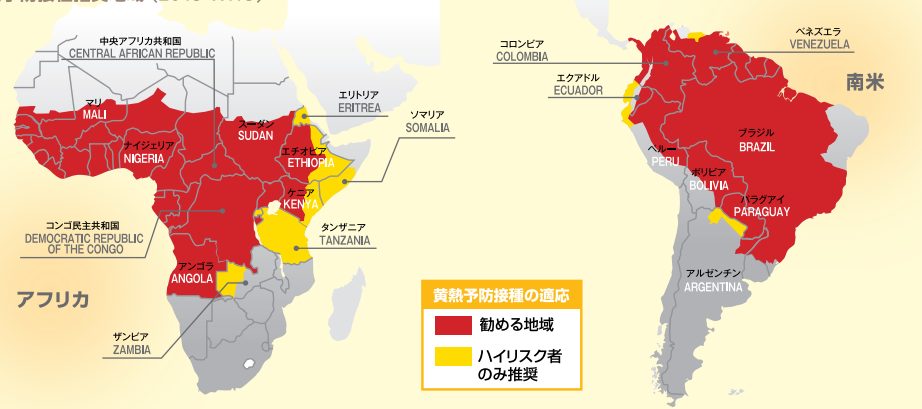 中央アフリカ共和国
CENTRAL AFRICAN REPUBLIC
マリ
MALI
ナイジェリア
NIGERIA
スーダン
SUDAN
エリトリア
ERITREA
ソマリア
SOMALIA
エチオピア
ETHIOPIA
ケニア
KENYA
タンザニア
TANZANIA
コンゴ民主共和国
DEMOCRATIC REPUBLIC
OF THE CONGO
アンゴラ
ANGOLA
アフリカ
ザンビア
ZAMBIA
コロンビア
COLOMBIA
ベネズエラ
VENEZUELA
エクアドル
ECUADOR
南米
ブラジル
BRAZIL
ペルー
PERU
ボリビア
BOLIVIA
パラグアイ
PARAGUAY
アルゼンチン
ARGENTINA
黄熱予防接種の適応
勧める地域
ハイリスク者
のみ推奨